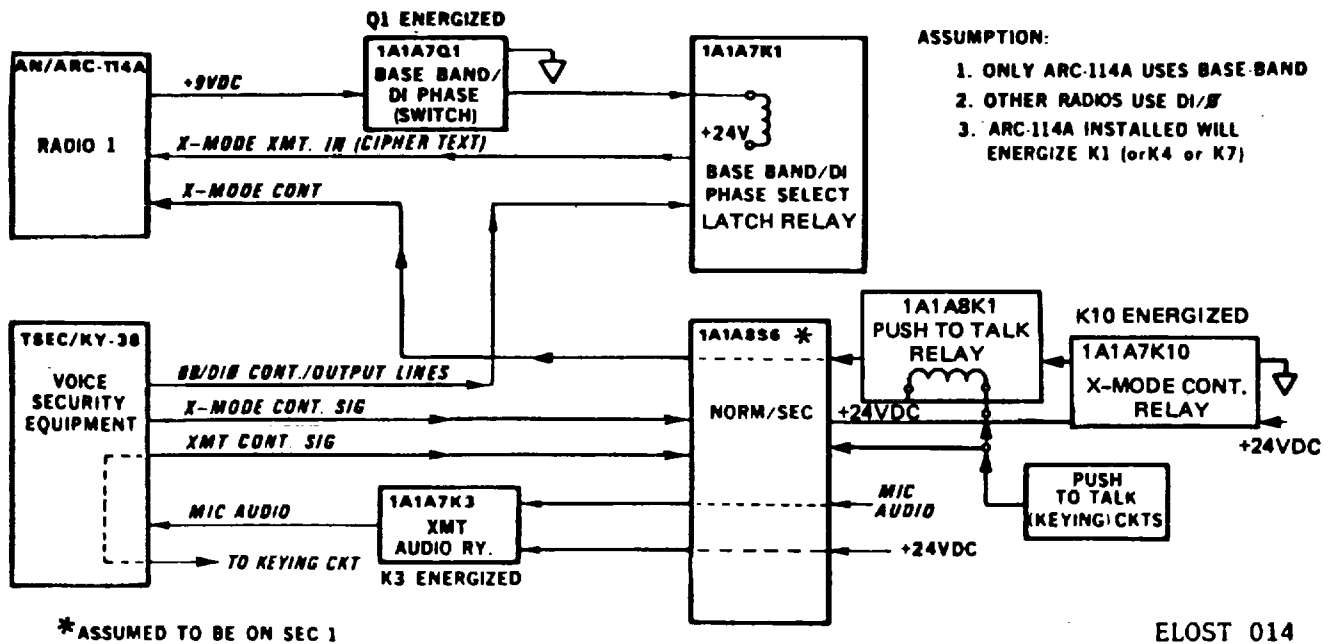 Q1 ENERGIZED
AN/ARC-114A
RADIO 1
+9VDC
1A1A7Q1
BASE BAND/
DI PHASE
(SWITCH)
X-MODE XMT. IN (CIPHER TEXT)
X-MODE CONT
1A1A7K1
+24V
BASE BAND/DI
PHASE SELECT
LATCH RELAY
ASSUMPTION:
1. ONLY ARC-114A USES BASE-BAND
2. OTHER RADIOS USE DI/Ø
3. ARC-114A INSTALLED WILL
ENERGIZE K1 (orK4 or K7)
TSEC/KY-38
VOICE
SECURITY
EQUIPMENT
BB/DIØ CONT./OUTPUT LINES
X-MODE CONT. SIG
XMT CONT. SIG
MIC AUDIO
TO KEYING CKT
1A1A7K3
XMT
AUDIO RY.
K3 ENERGIZED
1A1A8S6 *
NORM/SEC
1A1A8K1
PUSH TO TALK
RELAY
+24VDC
K10 ENERGIZED
1A1A7K10
X-MODE CONT.
RELAY
+24VDC
PUSH
TO TALK
(KEYING) CKTS
MIC
AUDIO
+24VDC
*ASSUMED TO BE ON SEC 1
ELOST 014